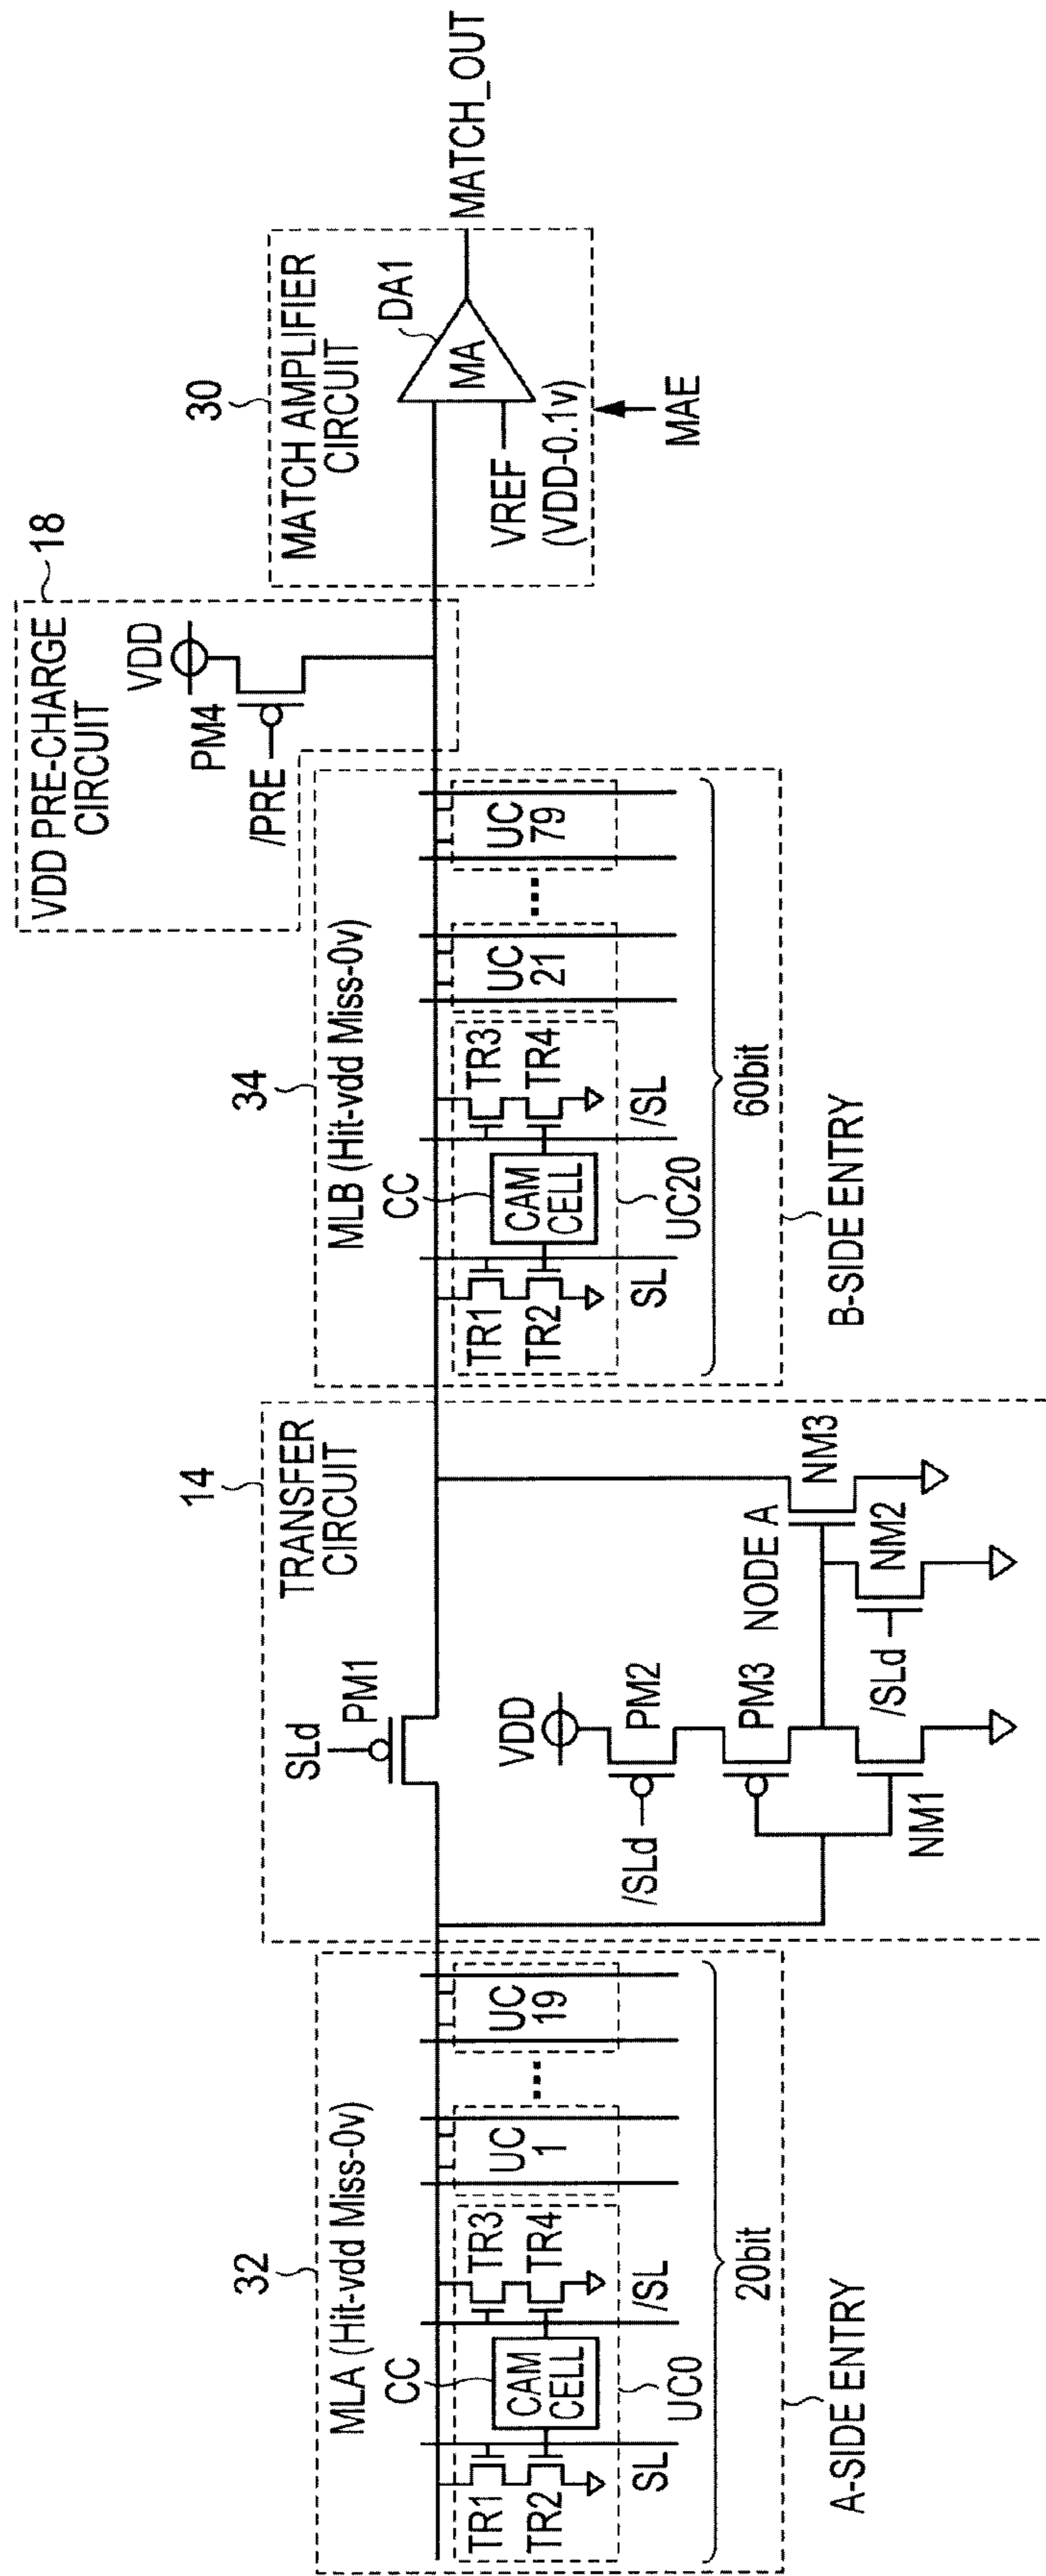 VDD PRE-CHARGE
CIRCUIT
18
VDD
PM4
/PRE
30
MATCH AMPLIFIER
CIRCUIT
DA1
MA
MATCH_OUT
VREF
(VDD-0.1v)
MAE
32
MLA (Hit-vdd Miss-0v)
CC
TR1
TR2
CAM
CELL
TR3
TR4
SL
/SL
UC0
UC
1
...
UC
19
20bit
A-SIDE ENTRY
14
TRANSFER
CIRCUIT
SLd
PM1
VDD
/SLd
PM2
PM3
NM1
NODE A
/SLd
NM2
NM3
34
MLB (Hit-vdd Miss-0v)
CC
TR1
TR2
CAM
CELL
TR3
TR4
SL
/SL
UC20
UC
21
...
UC
79
60bit
B-SIDE ENTRY